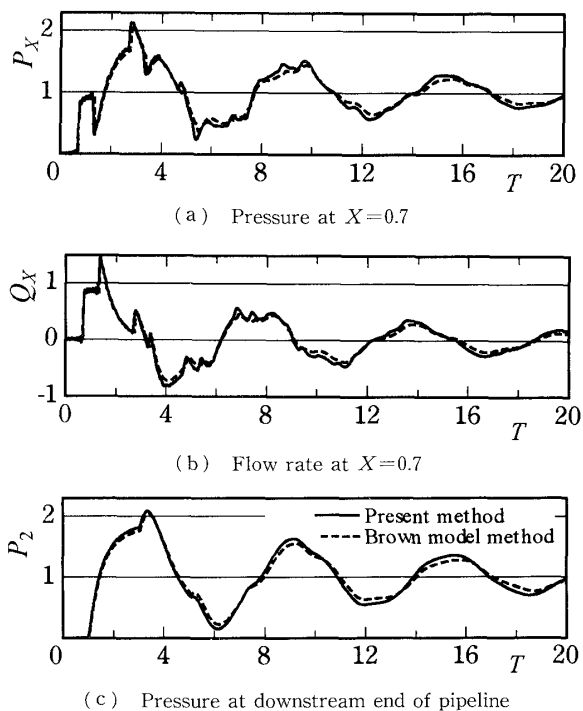 P_X
2
1
0
4
8
12
16
20
T
(a) Pressure at X=0.7
Q_X
1
0
-1
0
4
8
12
16
20
T
(b) Flow rate at X=0.7
P_2
2
1
Present method
Brown model method
0
4
8
12
16
20
T
(c) Pressure at downstream end of pipeline